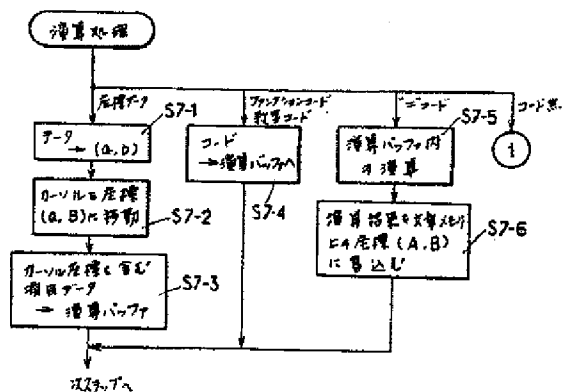 演算処理
座標データ
S7-1
データ
→ (a,b)
カーソルを座標
(a,B)に移動
S7-2
カーソル座標を含む
項目データ
→ 演算バッファ
S7-3
ファンクションコード
数字コード
コード
→演算バッファへ
S7-4
"="コード
S7-5
演算バッファ内
の演算
演算結果を文書メモリ
上の座標(A,B)
に書込む
S7-6
コード無
1
次ステップへ